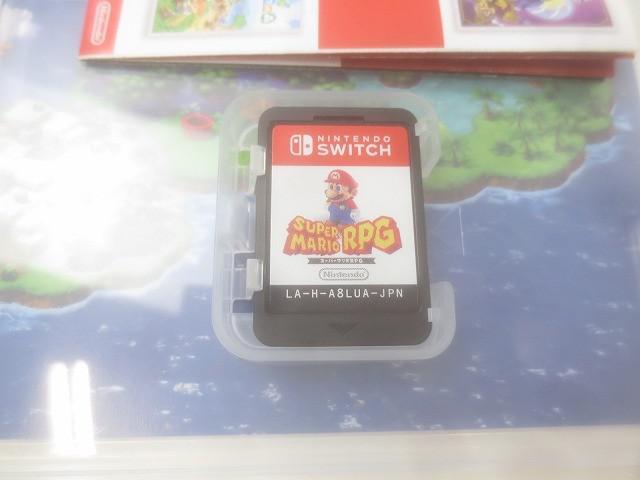 Nintendo
NINTENDO
SWITCH
SUPER
MARIO RPG
スーパーマリオRPG
Nintendo
LA-H-A8LUA-JPN